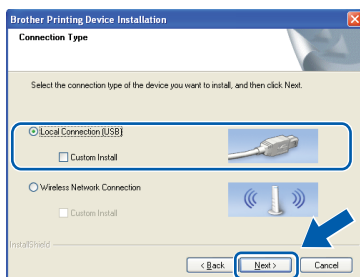 Brother Printing Device Installation
Connection Type
Select the connection type of the device you want to install, and then click Next.
Local Connection (USB)
Custom Install
Wireless Network Connection
Custom Install
InstallShield
< Back
Next >
Cancel